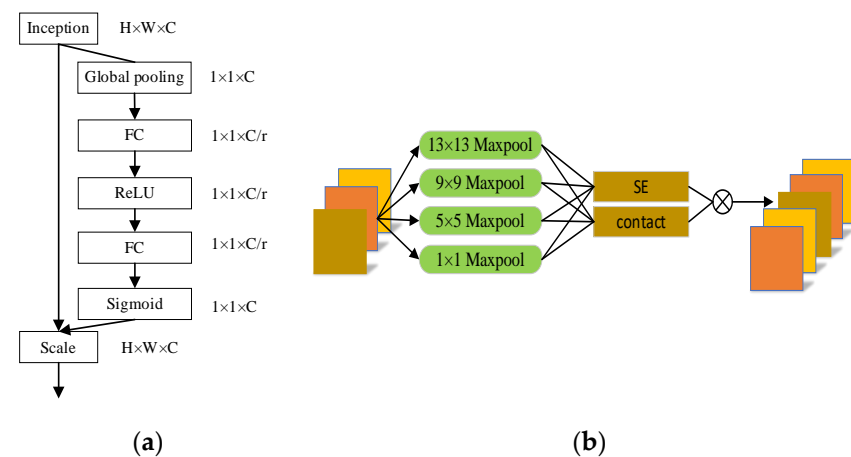 Inception H×W×C
Global pooling 1×1×C
FC 1×1×C/r
ReLU 1×1×C/r
FC 1×1×C/r
Sigmoid 1×1×C
Scale H×W×C
(a)
13×13 Maxpool
9×9 Maxpool
5×5 Maxpool
1×1 Maxpool
SE
contact
(b)